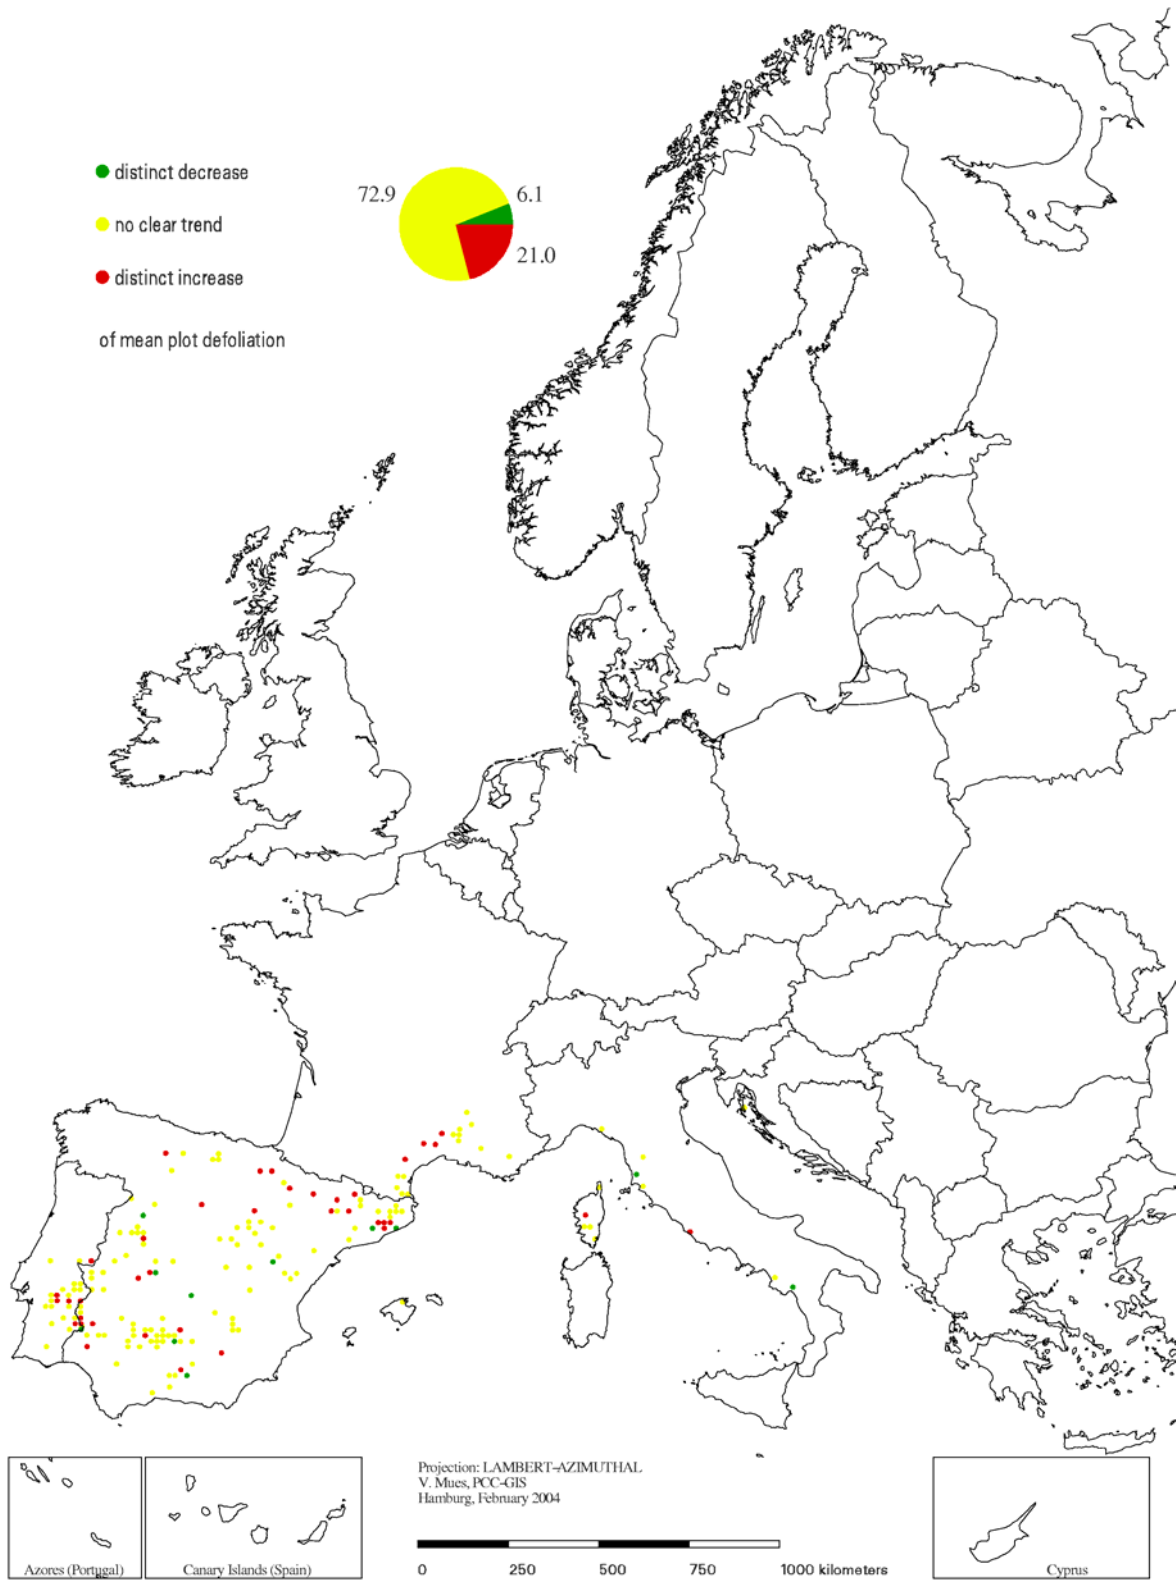 distinct decrease
no clear trend
distinct increase
of mean plot defoliation
72.9
6.1
21.0
Projection: LAMBERT-AZIMUTHAL
V. Mues, PCC-GIS
Hamburg, February 2004
0 250 500 750 1000 kilometers
Azores (Portugal)
Canary Islands (Spain)
Cyprus